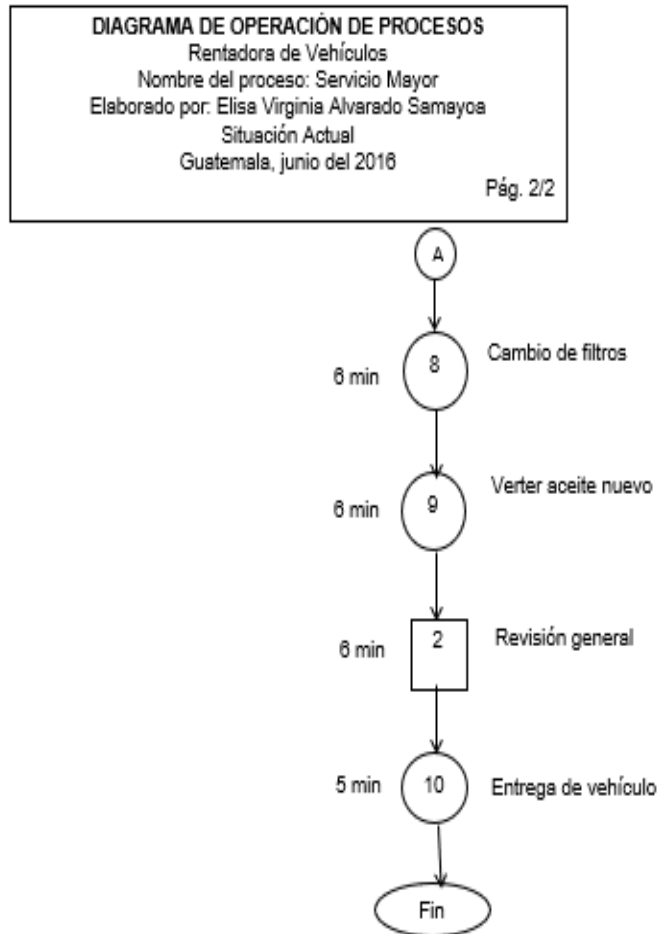 DIAGRAMA DE OPERACIÓN DE PROCESOS
Rentadora de Vehículos
Nombre del proceso: Servicio Mayor
Elaborado por: Elisa Virginia Alvarado Samayoa
Situación Actual
Guatemala, junio del 2016
Pág. 2/2
A
6 min 8 Cambio de filtros
6 min 9 Verter aceite nuevo
6 min 2 Revisión general
5 min 10 Entrega de vehículo
Fin